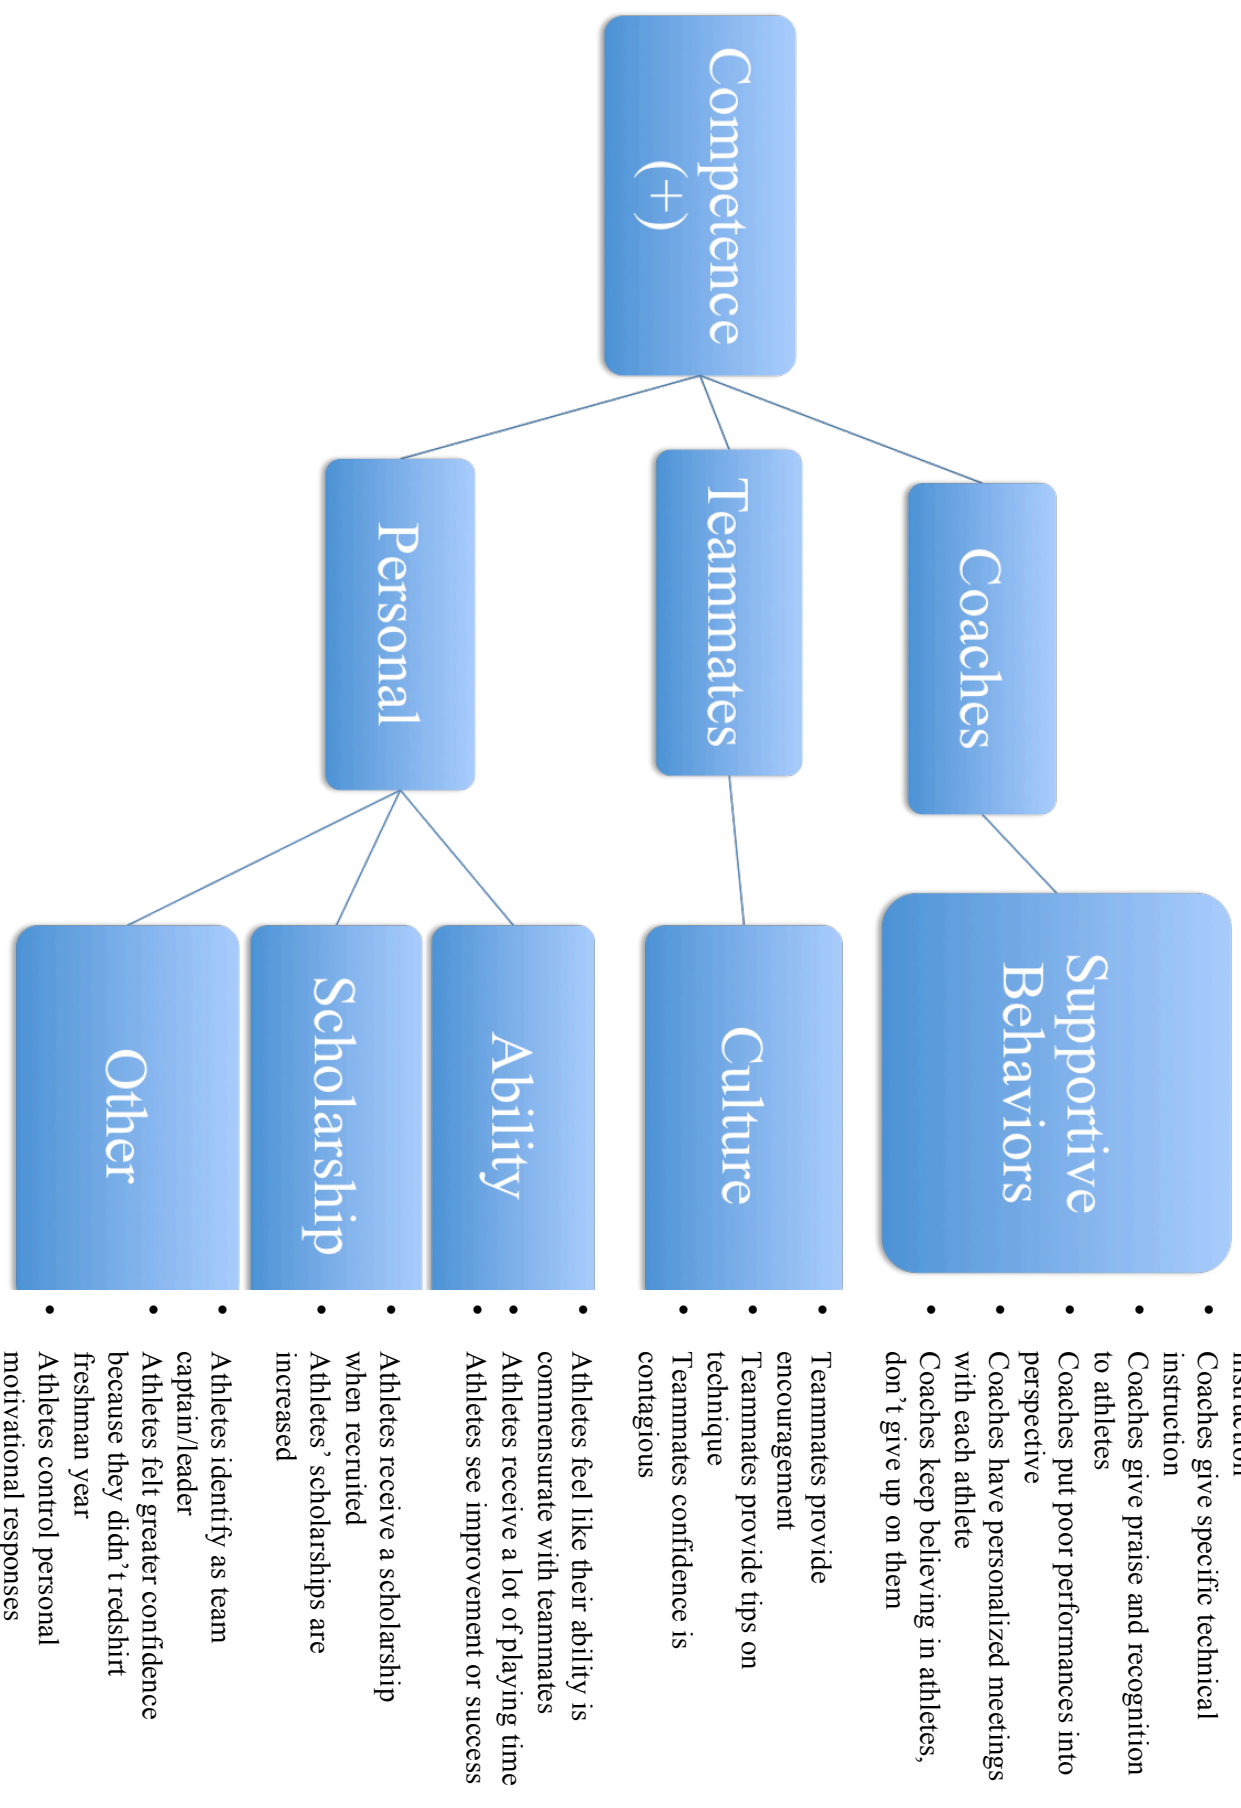 Competence
(+)
Coaches
Teammates
Personal
Supportive
Behaviors
Culture
Ability
Scholarship
Other
instruction
• Coaches give specific technical
instruction
• Coaches give praise and recognition
to athletes
• Coaches put poor performances into
perspective
• Coaches have personalized meetings
with each athlete
• Coaches keep believing in athletes,
don’t give up on them
• Teammates provide
encouragement
• Teammates provide tips on
technique
• Teammates confidence is
contagious
• Athletes feel like their ability is
commensurate with teammates
• Athletes receive a lot of playing time
• Athletes see improvement or success
• Athletes receive a scholarship
when recruited
• Athletes’ scholarships are
increased
• Athletes identify as team
captain/leader
• Athletes felt greater confidence
because they didn’t redshirt
freshman year
• Athletes control personal
motivational responses